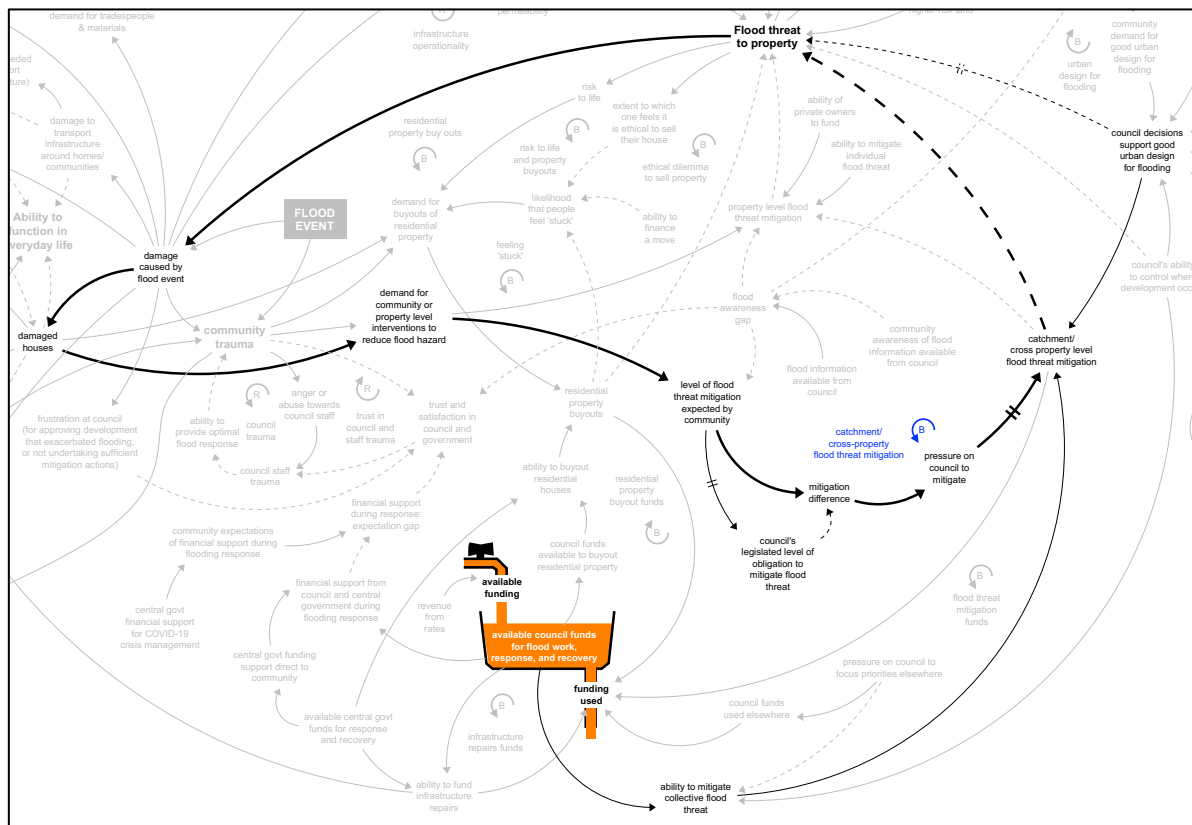 demand for tradespeople
& materials
permeability
infrastructure
operationality
R
Flood threat
to property
higher risk land
community
demand for
good urban
design for
flooding
B
urban
design for
flooding
damage to
transport
infrastructure
around homes/
communities
residential
property buy outs
B
risk
to life
B
risk to life
and property
buyouts
extent to which
one feels it
is ethical to sell
their house
B
ethical dilemma
to sell property
ability of
private owners
to fund
ability to mitigate
individual
flood threat
council decisions
support good
urban design
for flooding
Ability to
function in
everyday life
FLOOD
EVENT
demand for
buyouts of
residential
property
likelihood
that people
feel 'stuck'
ability to
finance
a move
property level flood
threat mitigation
damage
caused by
flood event
feeling
'stuck'
B
council's ability
to control where
development occ
damaged
houses
community
trauma
demand for
community or
property level
interventions to
reduce flood hazard
flood
awareness
gap
community
awareness of flood
information available
from council
catchment/
cross property level
flood threat mitigation
flood information
available from
council
frustration at council
(for approving development
that exacerbated flooding,
or not undertaking sufficient
mitigation actions)
ability to
provide optimal
flood response
R
council
trauma
anger or
abuse towards
council staff
R
trust in
council and
staff trauma
trust and
satisfaction in
council and
government
residential
property
buyouts
level of flood
threat mitigation
expected by
community
catchment/
cross-property
flood threat mitigation
B
pressure on
council to
mitigate
council staff
trauma
ability to buyout
residential
houses
residential
property
buyout funds
B
mitigation
difference
financial support
during response:
expectation gap
community expectations
of financial support during
flooding response
council funds
available to buyout
residential property
council's
legislated level of
obligation to
mitigate flood
threat
available
funding
financial support from
council and central
government during
flooding response
revenue
from
rates
B
flood threat
mitigation
funds
central govt
financial support
for COVID-19
crisis management
available council funds
for flood work,
response, and recovery
central govt funding
support direct to
community
pressure on council to
focus priorities elsewhere
funding
used
council funds
used elsewhere
available central govt
funds for response
and recovery
B
infrastructure
repairs funds
ability to fund
infrastructure
repairs
ability to mitigate
collective flood
threat